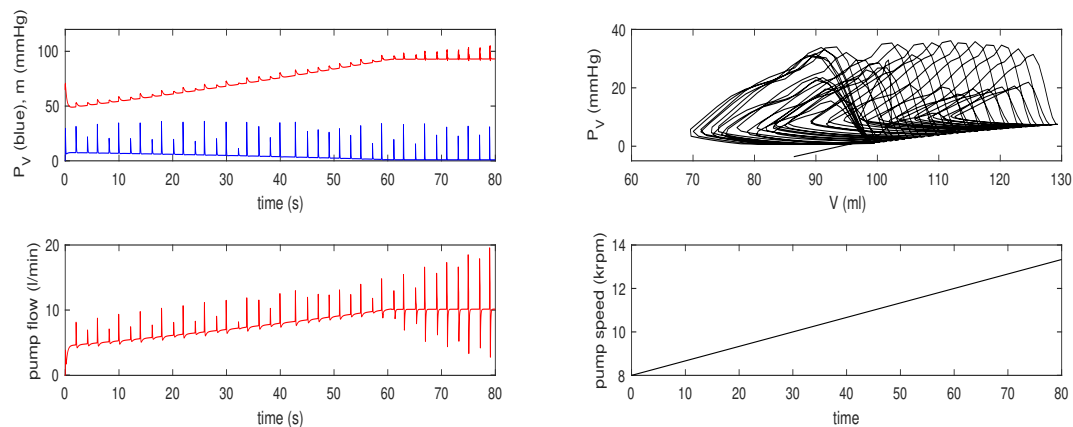 P_V (blue), m (mmHg)
100
50
0
0 10 20 30 40 50 60 70 80
time (s)
P_V (mmHg)
40
20
0
60 70 80 90 100 110 120 130
V (ml)
pump flow (l/min)
20
10
0
0 10 20 30 40 50 60 70 80
time (s)
pump speed (krpm)
14
12
10
8
0 10 20 30 40 50 60 70 80
time